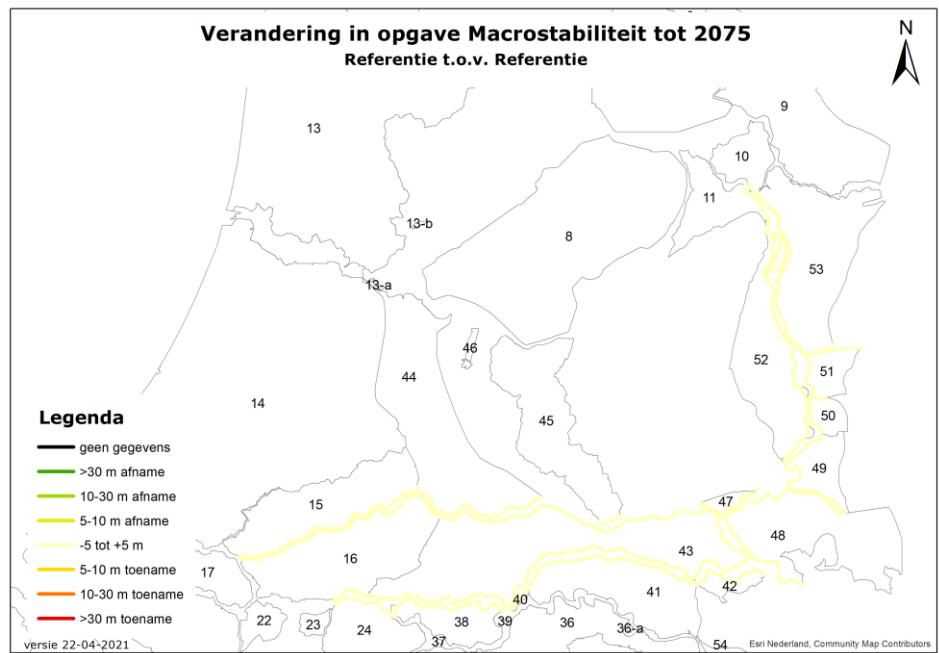 Verandering in opgave Macrostabiliteit tot 2075
Referentie t.o.v. Referentie
N
9
13
10
11
13-b
8
53
13-a
46
52
44
51
14
45
50
Legenda
geen gegevens
>30 m afname
10-30 m afname
5-10 m afname
-5 tot +5 m
5-10 m toename
10-30 m toename
>30 m toename
49
15
47
48
16
43
17
42
41
40
22
23
24
37
38
39
36
36-a
54
versie 22-04-2021
Esri Nederland, Community Map Contributors